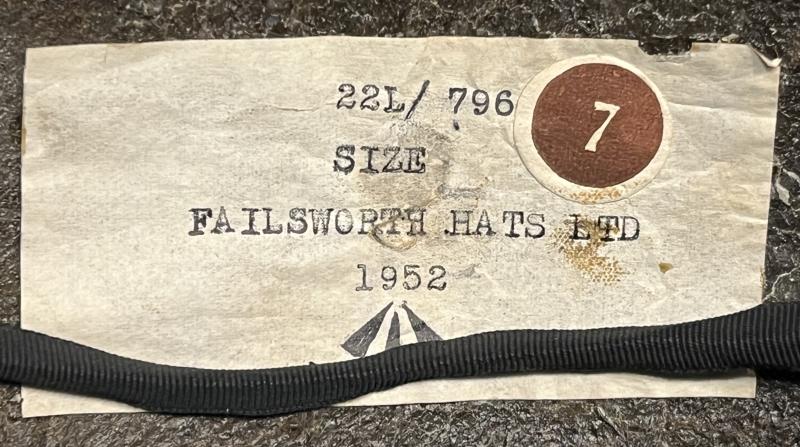 22L/ 796
7
SIZE
FAILSWORTH HATS LTD
1952